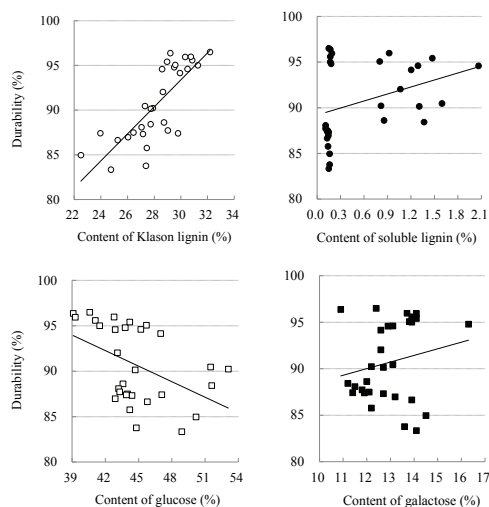 100
95
90
85
80
Durability (%)
22 24 26 28 30 32 34
Content of Klason lignin (%)
100
95
90
85
80
0.0 0.3 0.6 0.9 1.2 1.5 1.8 2.1
Content of soluble lignin (%)
100
95
90
85
80
Durability (%)
39 42 45 48 51 54
Content of glucose (%)
100
95
90
85
80
10 11 12 13 14 15 16 17
Content of galactose (%)